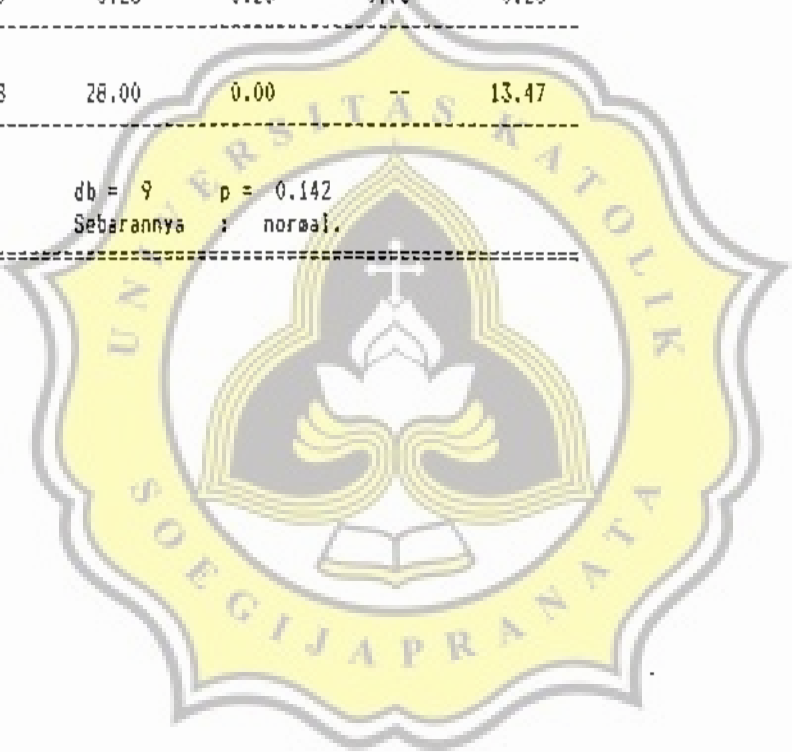 28.00 0.00 -- 13.47
db = 9 p = 0.142
Sebarannya : normal.
UNIVERSITAS KATOLIK
SOEGIJAPRANATA